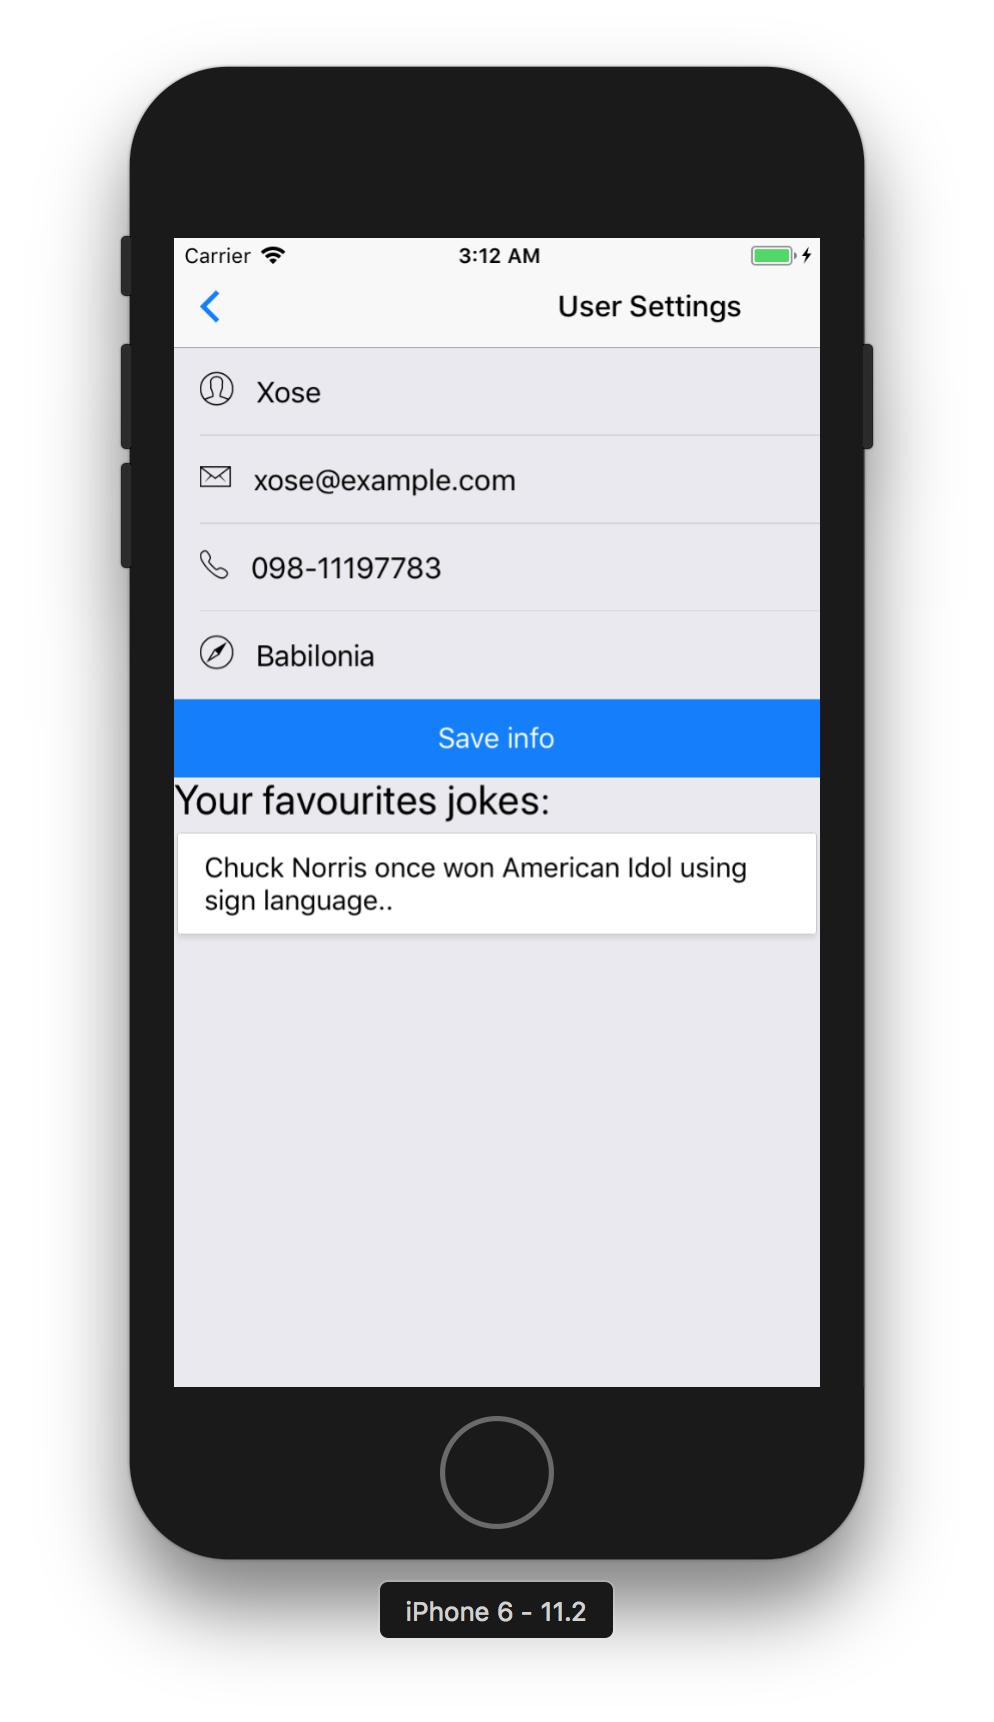 Carrier 3:12 AM
User Settings
Xose
xose@example.com
098-11197783
Babilonia
Save info
Your favourites jokes:
Chuck Norris once won American Idol using
sign language..
iPhone 6 - 11.2